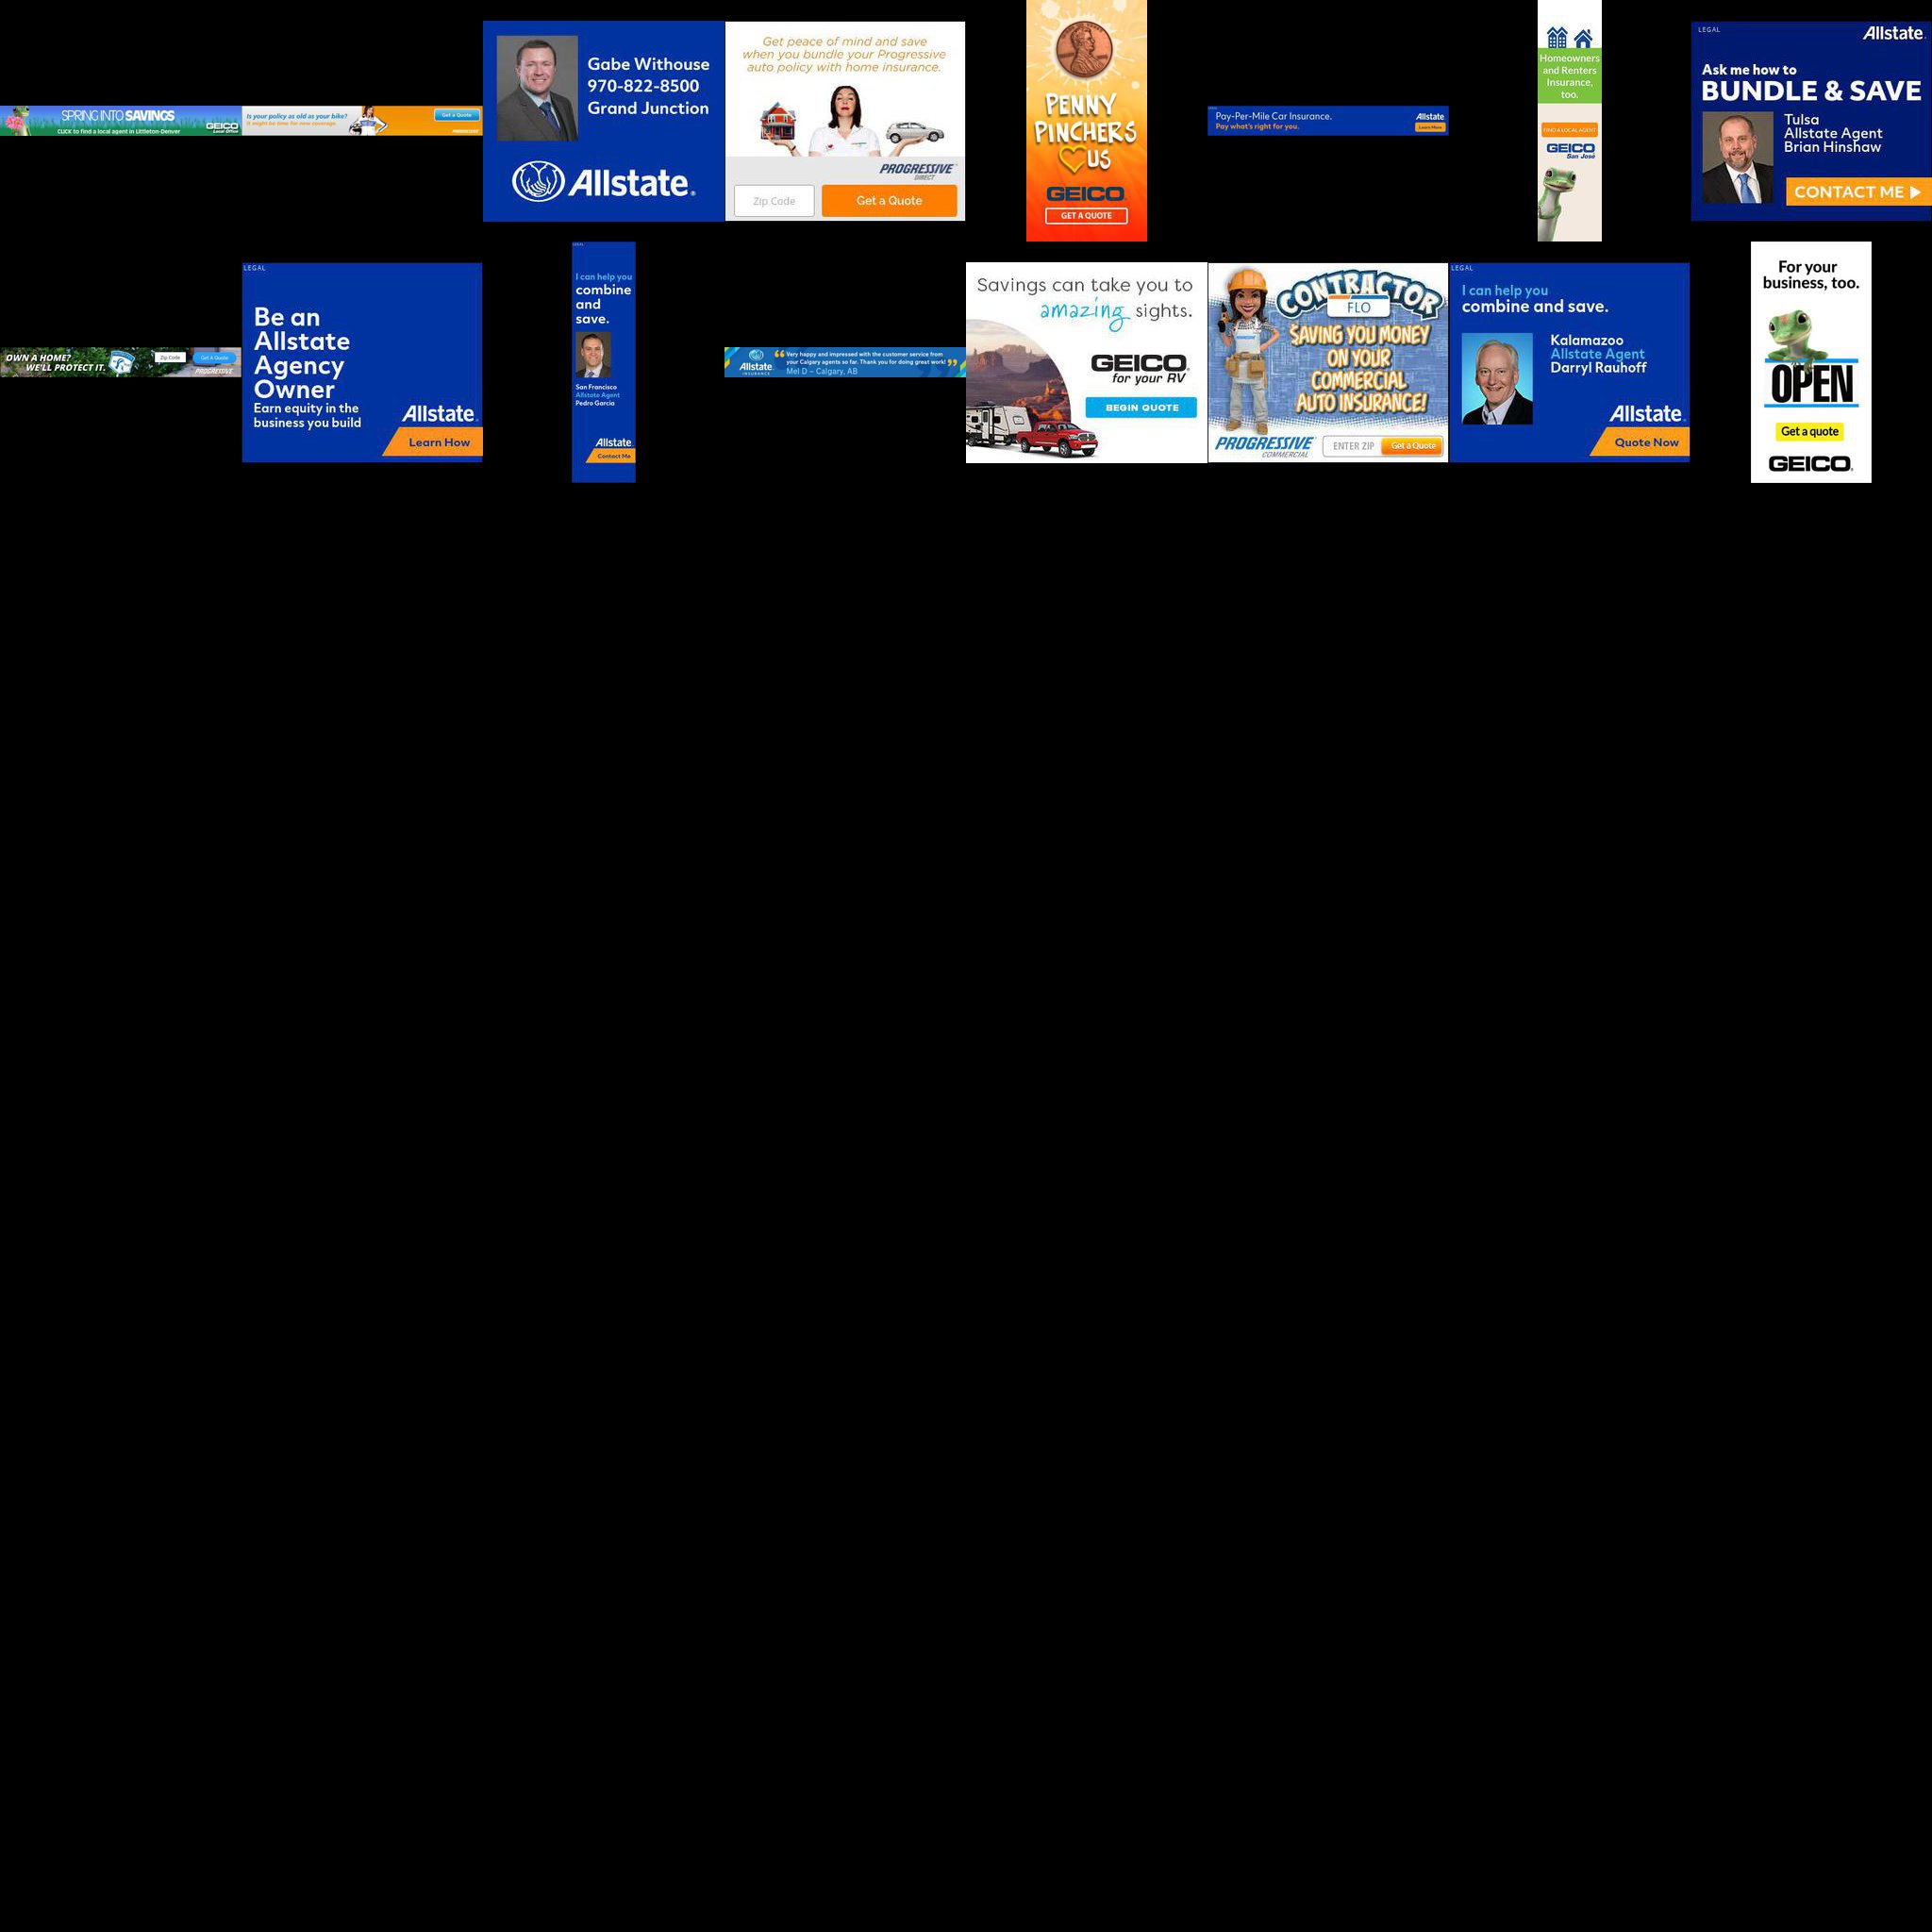 SPRING INTO SAVINGS
CLICK to find a local agent in Littleton-Denver
GEICO
Local Office
Is your policy as old as your bike?
It might be time for new coverage.
Get a Quote
PROGRESSIVE
Gabe Withouse
970-822-8500
Grand Junction
Allstate
Get peace of mind and save
when you bundle your Progressive
auto policy with home insurance.
PROGRESSIVE
DIRECT
Zip Code
Get a Quote
PENNY
PINCHERS
US
GEICO
GET A QUOTE
Pay-Per-Mile Car Insurance.
Pay what's right for you.
Allstate
Learn More
Homeowners
and Renters
Insurance,
too.
FIND A LOCAL AGENT
GEICO
San José
LEGAL
Allstate
Ask me how to
BUNDLE & SAVE
Tulsa
Allstate Agent
Brian Hinshaw
CONTACT ME
OWN A HOME?
WE'LL PROTECT IT.
Zip Code
Get A Quote
PROGRESSIVE
LEGAL
Be an
Allstate
Agency
Owner
Earn equity in the
business you build
Allstate
Learn How
LEGAL
I can help you
combine
and
save.
San Francisco
Allstate Agent
Pedro Garcia
Allstate
Contact Me
Allstate
INSURANCE
“Very happy and impressed with the customer service from
your Calgary agents so far. Thank you for doing great work!”
Mel D – Calgary, AB
Savings can take you to
amazing sights.
GEICO
for your RV
BEGIN QUOTE
CONTRACTOR
FLO
SAVING YOU MONEY
ON YOUR
COMMERCIAL
AUTO INSURANCE!
PROGRESSIVE
COMMERCIAL
ENTER ZIP
Get a Quote
LEGAL
I can help you
combine and save.
Kalamazoo
Allstate Agent
Darryl Rauhoff
Allstate
Quote Now
For your
business, too.
OPEN
Get a quote
GEICO